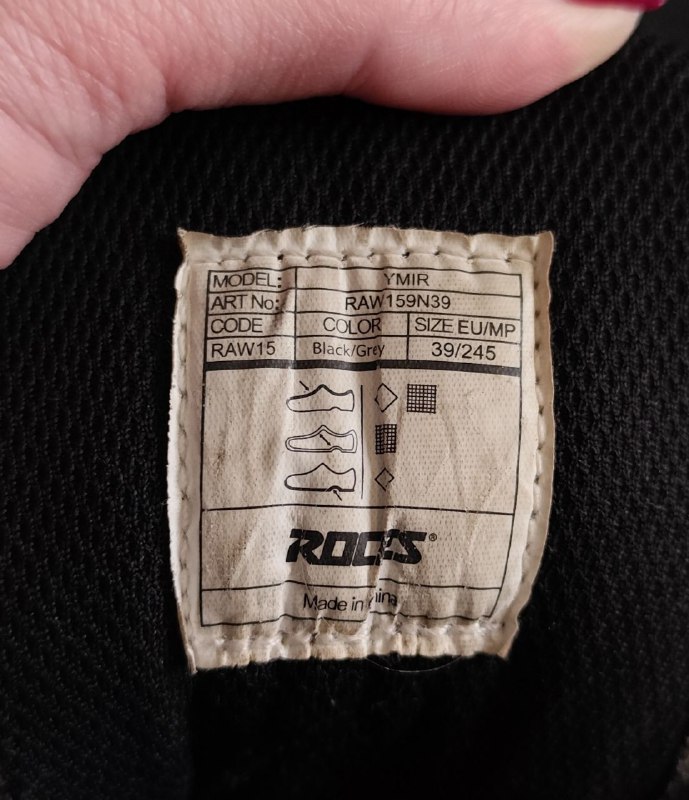 MODEL: YMIR
ART No: RAW159N39
CODE COLOR SIZE EU/MP
RAW15 Black/Grey 39/245
ROCES®
Made in China